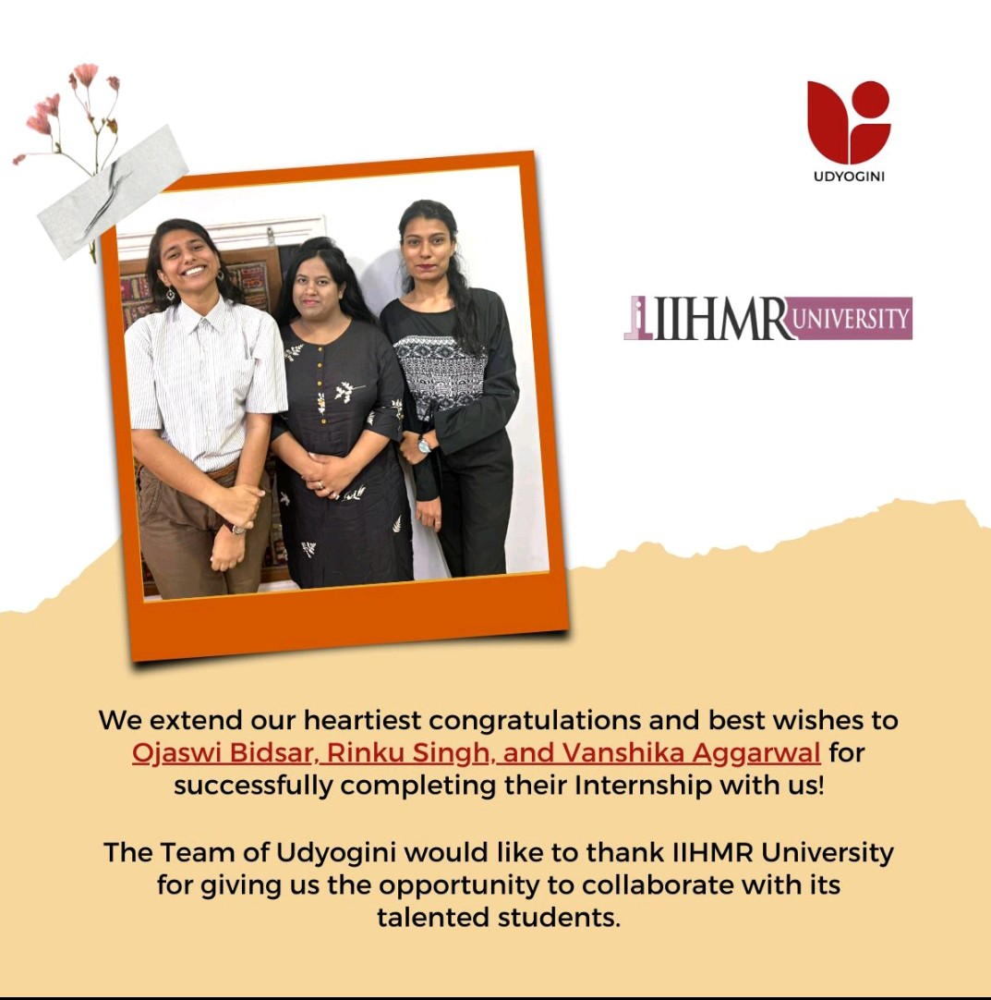 UDYOGINI
IIHMR UNIVERSITY
We extend our heartiest congratulations and best wishes to
Ojaswi Bidsar, Rinku Singh, and Vanshika Aggarwal for
successfully completing their Internship with us!
The Team of Udyogini would like to thank IIHMR University
for giving us the opportunity to collaborate with its
talented students.